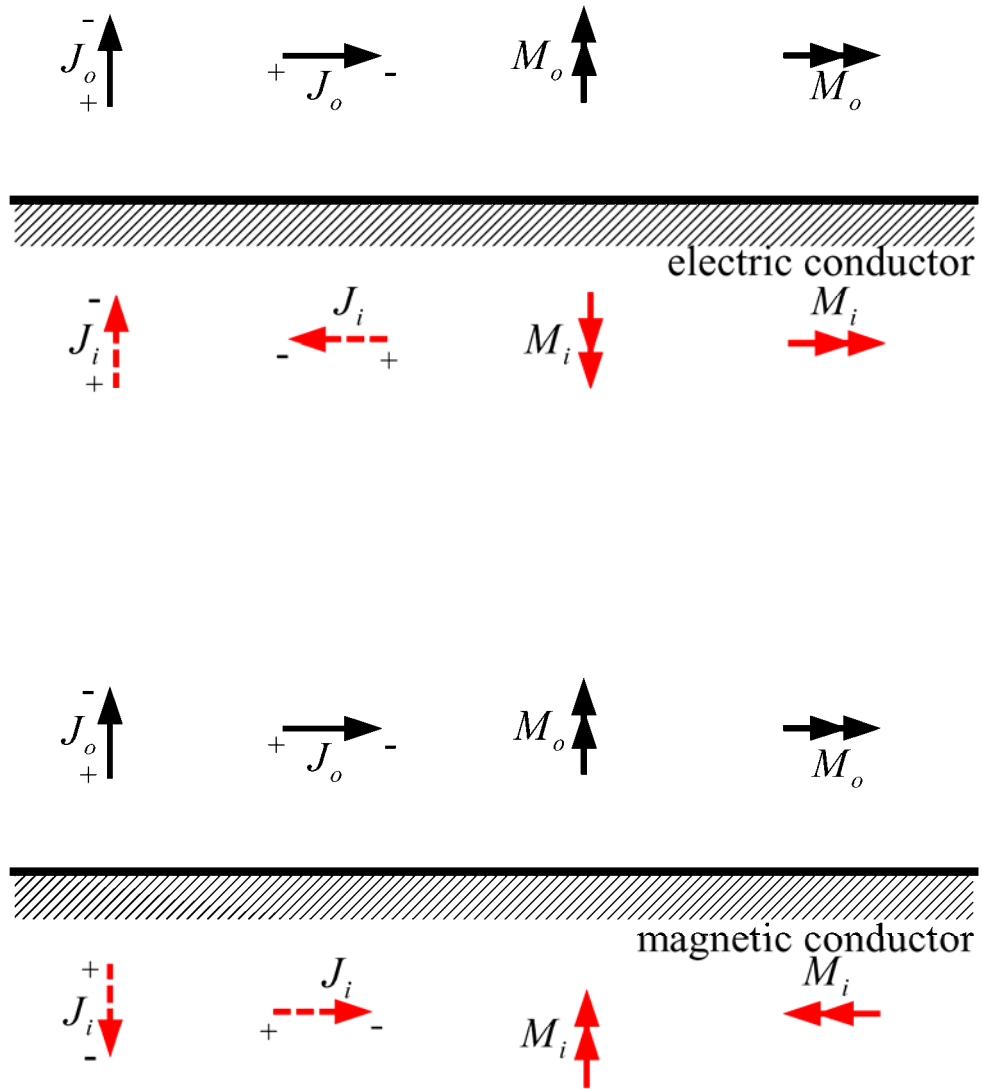 - 
J_o
+
+ J_o -
M_o
M_o
electric conductor
-
J_i
+
J_i
- +
M_i
M_i
-
J_o
+
+ J_o -
M_o
M_o
magnetic conductor
+
J_i
-
J_i
+ -
M_i
M_i